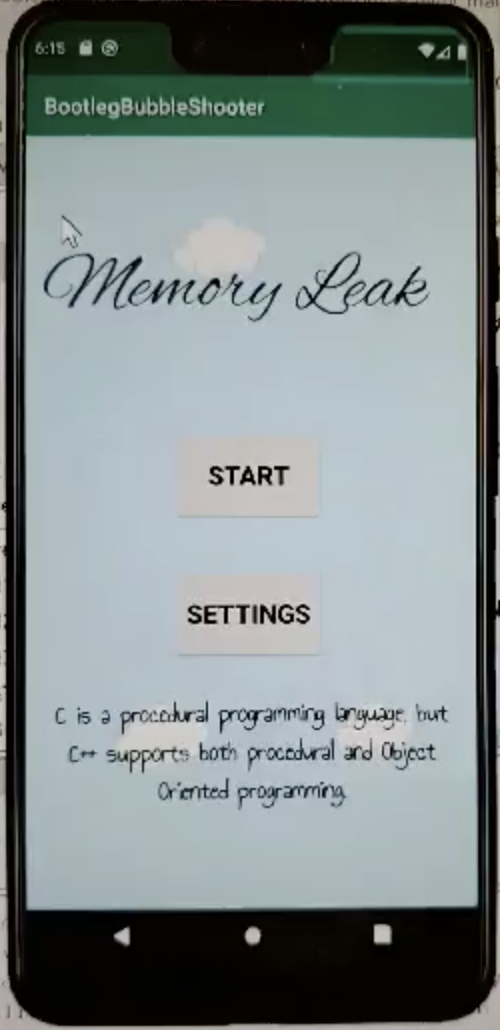 6:15
BootlegBubbleShooter
Memory Leak
START
SETTINGS
C is a procedural programming language, but
C++ supports both procedural and Object
Oriented programming.